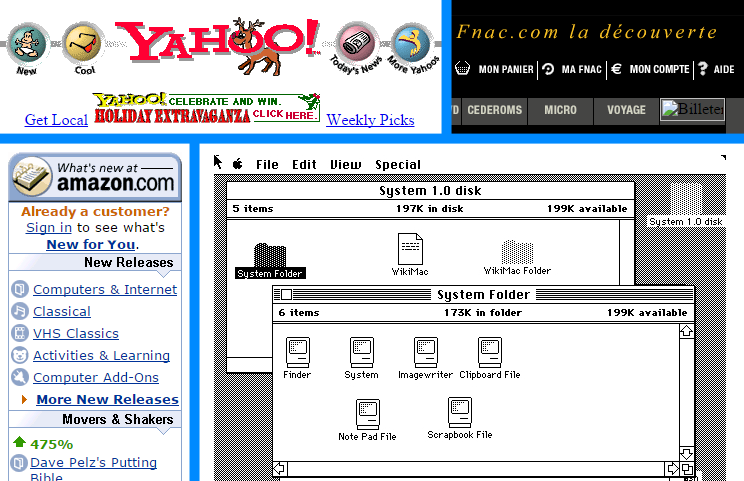 YAHOO!
New
Cool
Today's News
More Yahoos
Get Local
YAHOO! CELEBRATE AND WIN.
HOLIDAY EXTRAVAGANZA CLICK HERE.
Weekly Picks
Fnac.com la découverte
MON PANIER
MA FNAC
€ MON COMPTE
? AIDE
VD
CEDEROMS
MICRO
VOYAGE
Billeter
What's new at
amazon.com
Already a customer?
Sign in to see what's
New for You.
New Releases
Computers & Internet
Classical
VHS Classics
Activities & Learning
Computer Add-Ons
More New Releases
Movers & Shakers
475%
Dave Pelz's Putting
Bible
File Edit View Special
System 1.0 disk
5 items 197K in disk 199K available
System Folder
WikiMac
WikiMac Folder
System 1.0 disk
System Folder
6 items 173K in folder 199K available
Finder
System
Imagewriter
Clipboard File
Note Pad File
Scrapbook File